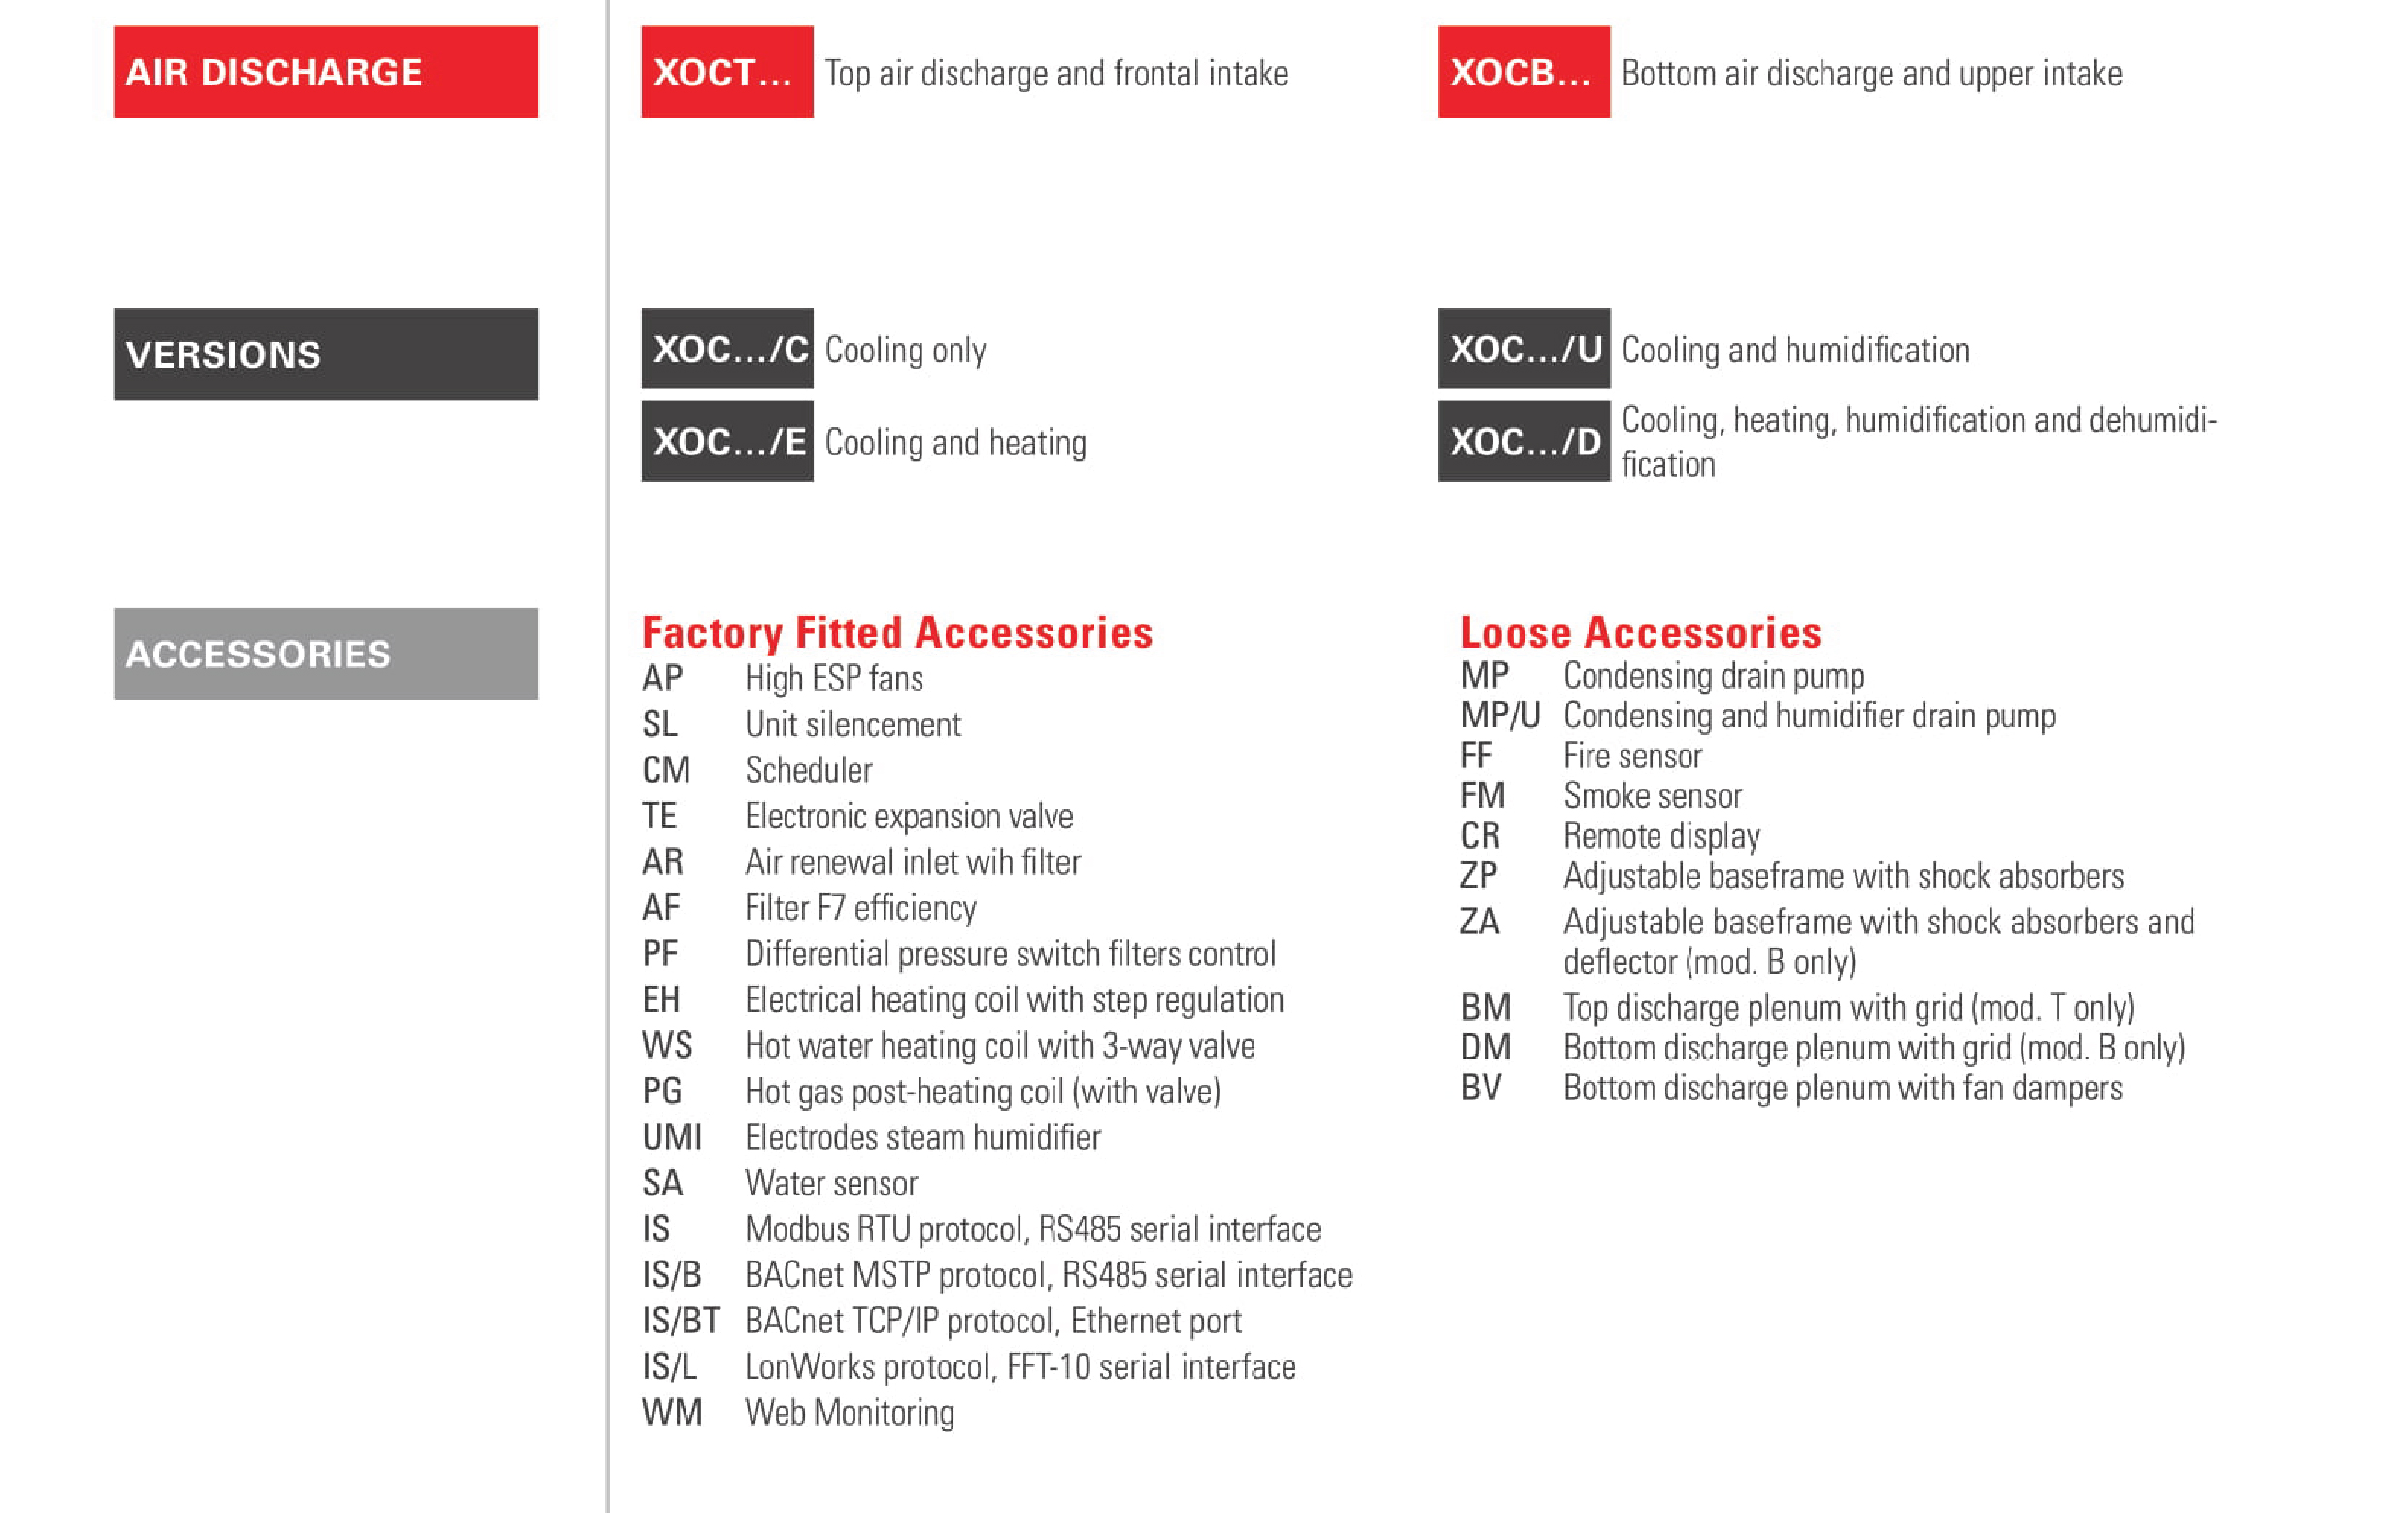 AIR DISCHARGE
XOCT... Top air discharge and frontal intake
XOCB... Bottom air discharge and upper intake
VERSIONS
XOC.../C Cooling only
XOC.../U Cooling and humidification
XOC.../E Cooling and heating
XOC.../D Cooling, heating, humidification and dehumidi-
fication
ACCESSORIES
Factory Fitted Accessories
AP High ESP fans
SL Unit silencement
CM Scheduler
TE Electronic expansion valve
AR Air renewal inlet wih filter
AF Filter F7 efficiency
PF Differential pressure switch filters control
EH Electrical heating coil with step regulation
WS Hot water heating coil with 3-way valve
PG Hot gas post-heating coil (with valve)
UMI Electrodes steam humidifier
SA Water sensor
IS Modbus RTU protocol, RS485 serial interface
IS/B BACnet MSTP protocol, RS485 serial interface
IS/BT BACnet TCP/IP protocol, Ethernet port
IS/L LonWorks protocol, FFT-10 serial interface
WM Web Monitoring
Loose Accessories
MP Condensing drain pump
MP/U Condensing and humidifier drain pump
FF Fire sensor
FM Smoke sensor
CR Remote display
ZP Adjustable baseframe with shock absorbers
ZA Adjustable baseframe with shock absorbers and
deflector (mod. B only)
BM Top discharge plenum with grid (mod. T only)
DM Bottom discharge plenum with grid (mod. B only)
BV Bottom discharge plenum with fan dampers